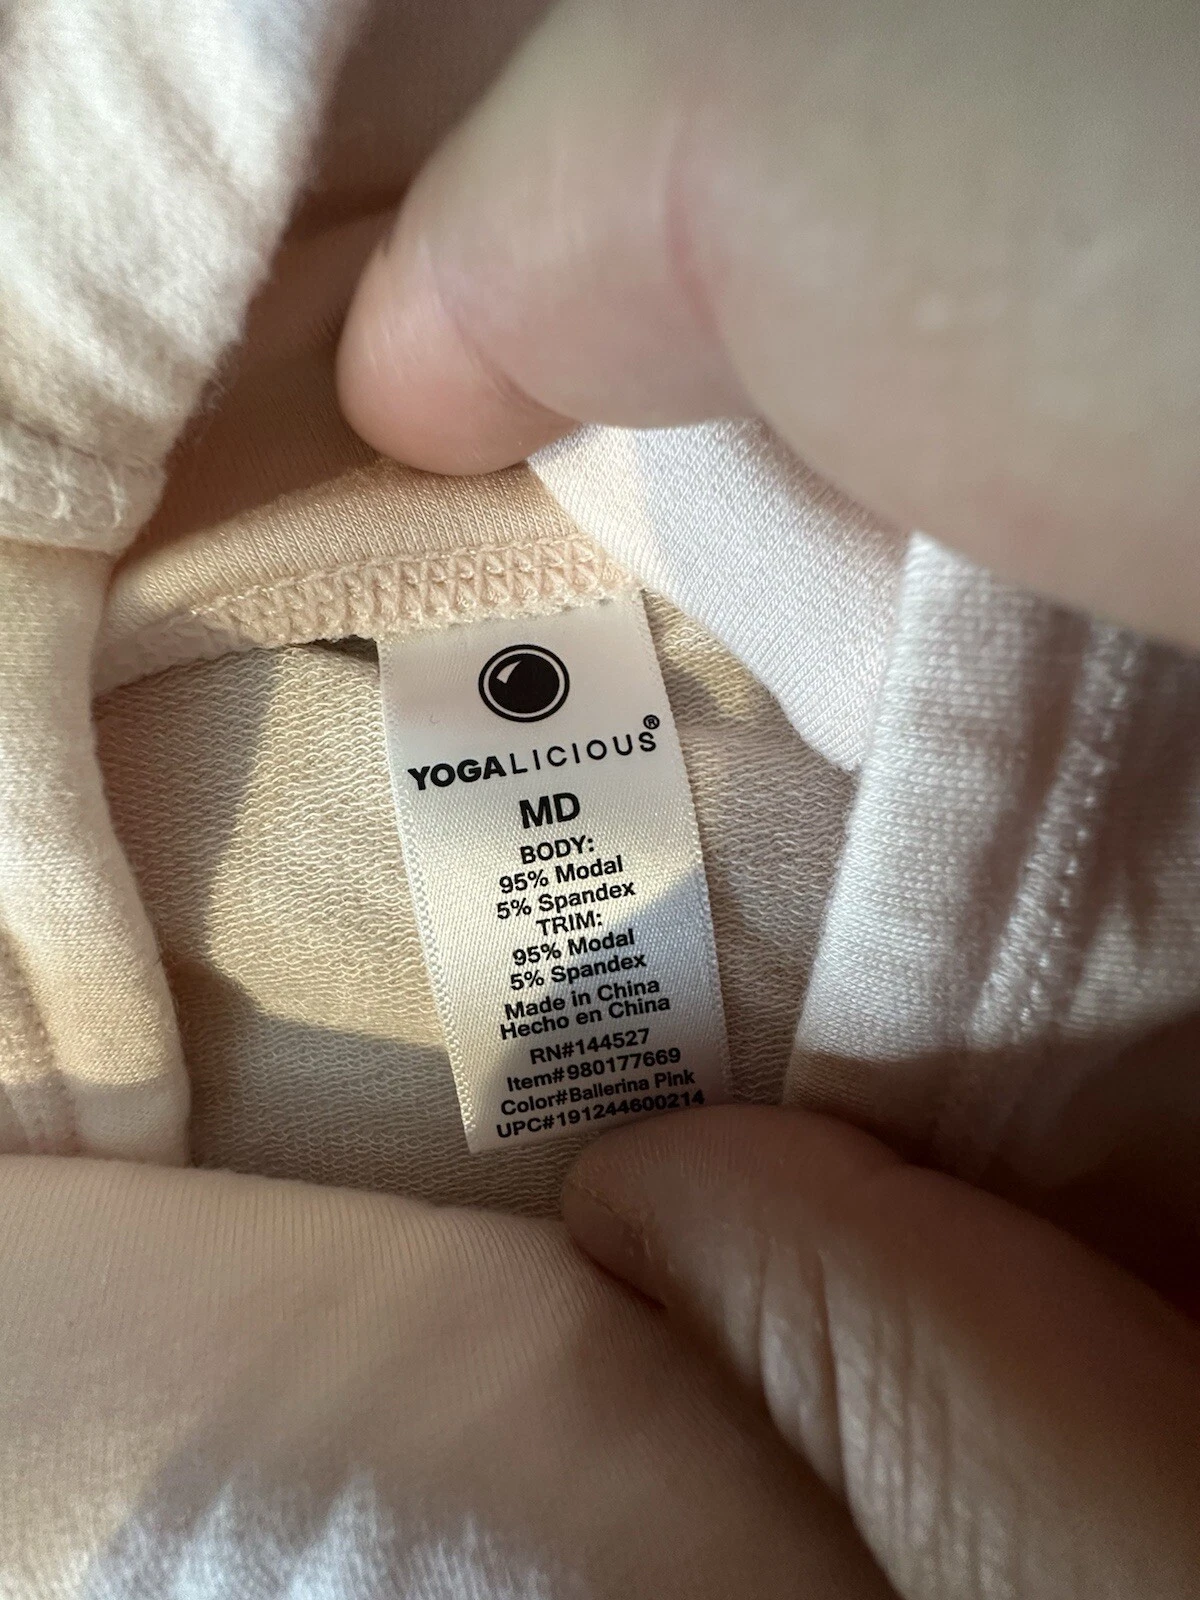 YOGALICIOUS®
MD
BODY:
95% Modal
5% Spandex
TRIM:
95% Modal
5% Spandex
Made in China
Hecho en China
RN#144527
Item#980177669
Color#Ballerina Pink
UPC#191244600214